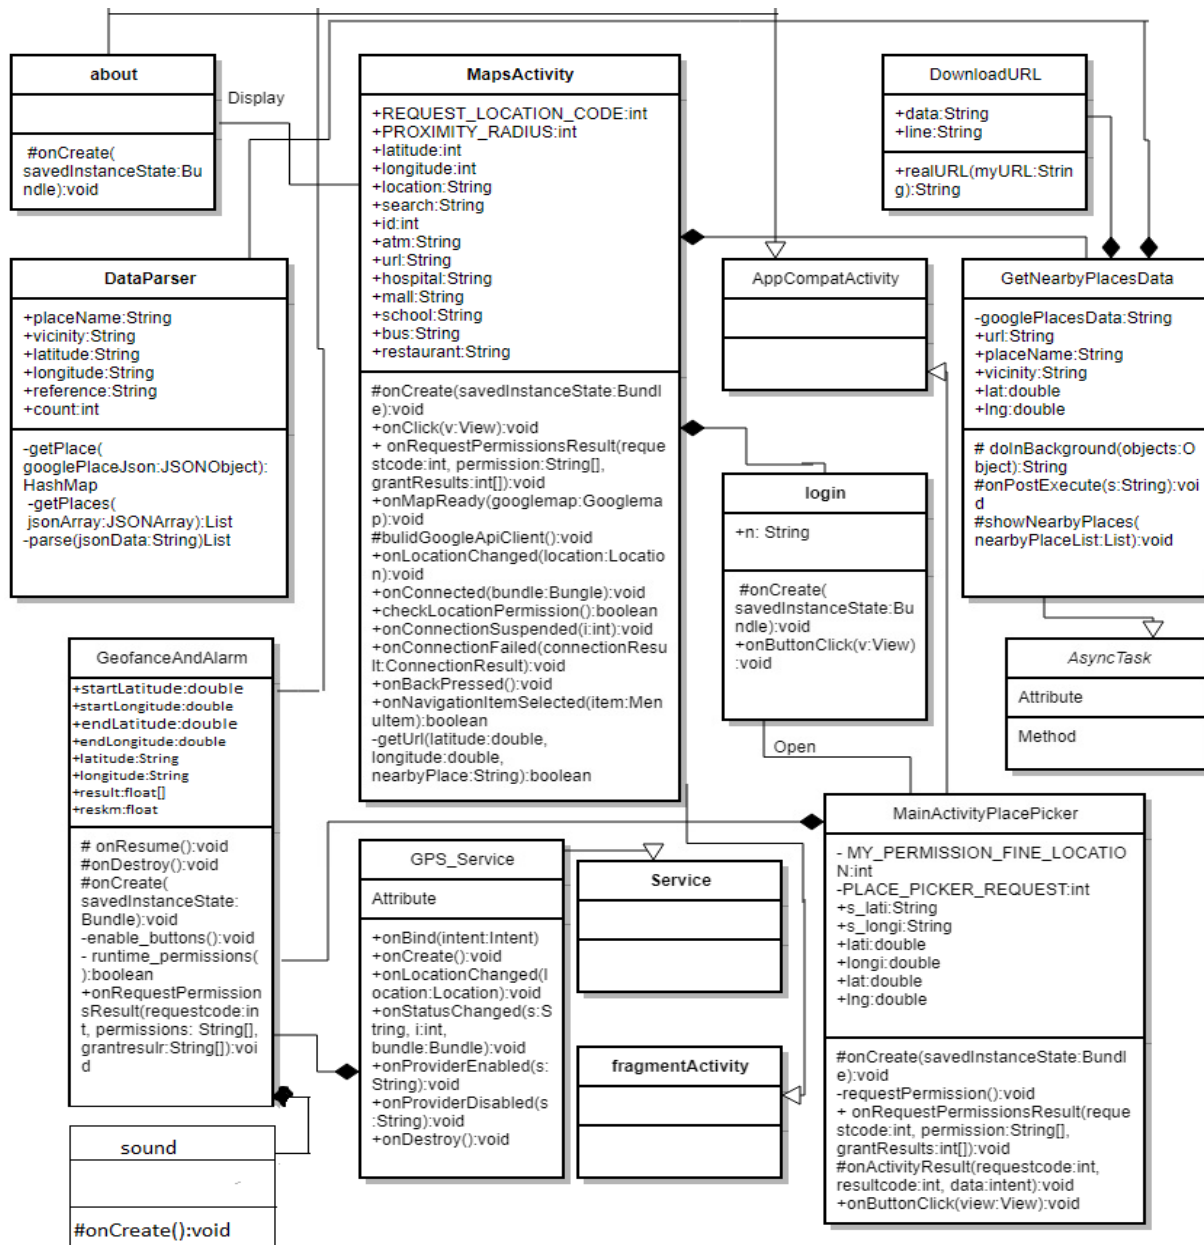 about
#onCreate(
savedInstanceState:Bu
ndle):void
Display
MapsActivity
+REQUEST_LOCATION_CODE:int
+PROXIMITY_RADIUS:int
+latitude:int
+longitude:int
+location:String
+search:String
+id:int
+atm:String
+url:String
+hospital:String
+mall:String
+school:String
+bus:String
+restaurant:String
#onCreate(savedInstanceState:Bundl
e):void
+onClick(v:View):void
+ onRequestPermissionsResult(requ
estcode:int, permission:String[],
grantResults:int[]):void
+onMapReady(googlemap:Googlem
ap):void
#bulidGoogleApiClient():void
+onLocationChanged(location:Locatio
n):void
+onConnected(bundle:Bungle):void
+checkLocationPermission():boolean
+onConnectionSuspended(i:int):void
+onConnectionFailed(connectionResu
lt:ConnectionResult):void
+onBackPressed():void
+onNavigationItemSelected(item:Men
uItem):boolean
-getUrl(latitude:double,
longitude:double,
nearbyPlace:String):boolean
DownloadURL
+data:String
+line:String
+realURL(myURL:Strin
g):String
DataParser
+placeName:String
+vicinity:String
+latitude:String
+longitude:String
+reference:String
+count:int
-getPlace(
googlePlaceJson:JSONObject):
HashMap
-getPlaces(
jsonArray:JSONArray):List
-parse(jsonData:String)List
AppCompatActivity
GetNearbyPlacesData
-googlePlacesData:String
+url:String
+placeName:String
+vicinity:String
+lat:double
+lng:double
# doInBackground(objects:O
bject):String
#onPostExecute(s:String):voi
d
#showNearbyPlaces(
nearbyPlaceList:List):void
login
+n: String
#onCreate(
savedInstanceState:Bu
ndle):void
+onButtonClick(v:View)
:void
Open
AsyncTask
Attribute
Method
GeofanceAndAlarm
+startLatitude:double
+startLongitude:double
+endLatitude:double
+endLongitude:double
+latitude:String
+longitude:String
+result:float[]
+reskm:float
# onResume():void
#onDestroy():void
#onCreate(
savedInstanceState:
Bundle):void
-enable_buttons():void
- runtime_permissions(
):boolean
+onRequestPermission
sResult(requestcode:in
t, permissions: String[],
grantresulr:String[]):voi
d
GPS_Service
Attribute
+onBind(intent:Intent)
+onCreate():void
+onLocationChanged(l
ocation:Location):void
+onStatusChanged(s:S
tring, i:int,
bundle:Bundle):void
+onProviderEnabled(s:
String):void
+onProviderDisabled(s
:String):void
+onDestroy():void
Service
fragmentActivity
MainActivityPlacePicker
- MY_PERMISSION_FINE_LOCATIO
N:int
-PLACE_PICKER_REQUEST:int
+s_lati:String
+s_longi:String
+lati:double
+longi:double
+lat:double
+lng:double
#onCreate(savedInstanceState:Bundl
e):void
-requestPermission():void
+ onRequestPermissionsResult(reque
stcode:int, permission:String[],
grantResults:int[]):void
#onActivityResult(requestcode:int,
resultcode:int, data:intent):void
+onButtonClick(view:View):void
sound
#onCreate():void